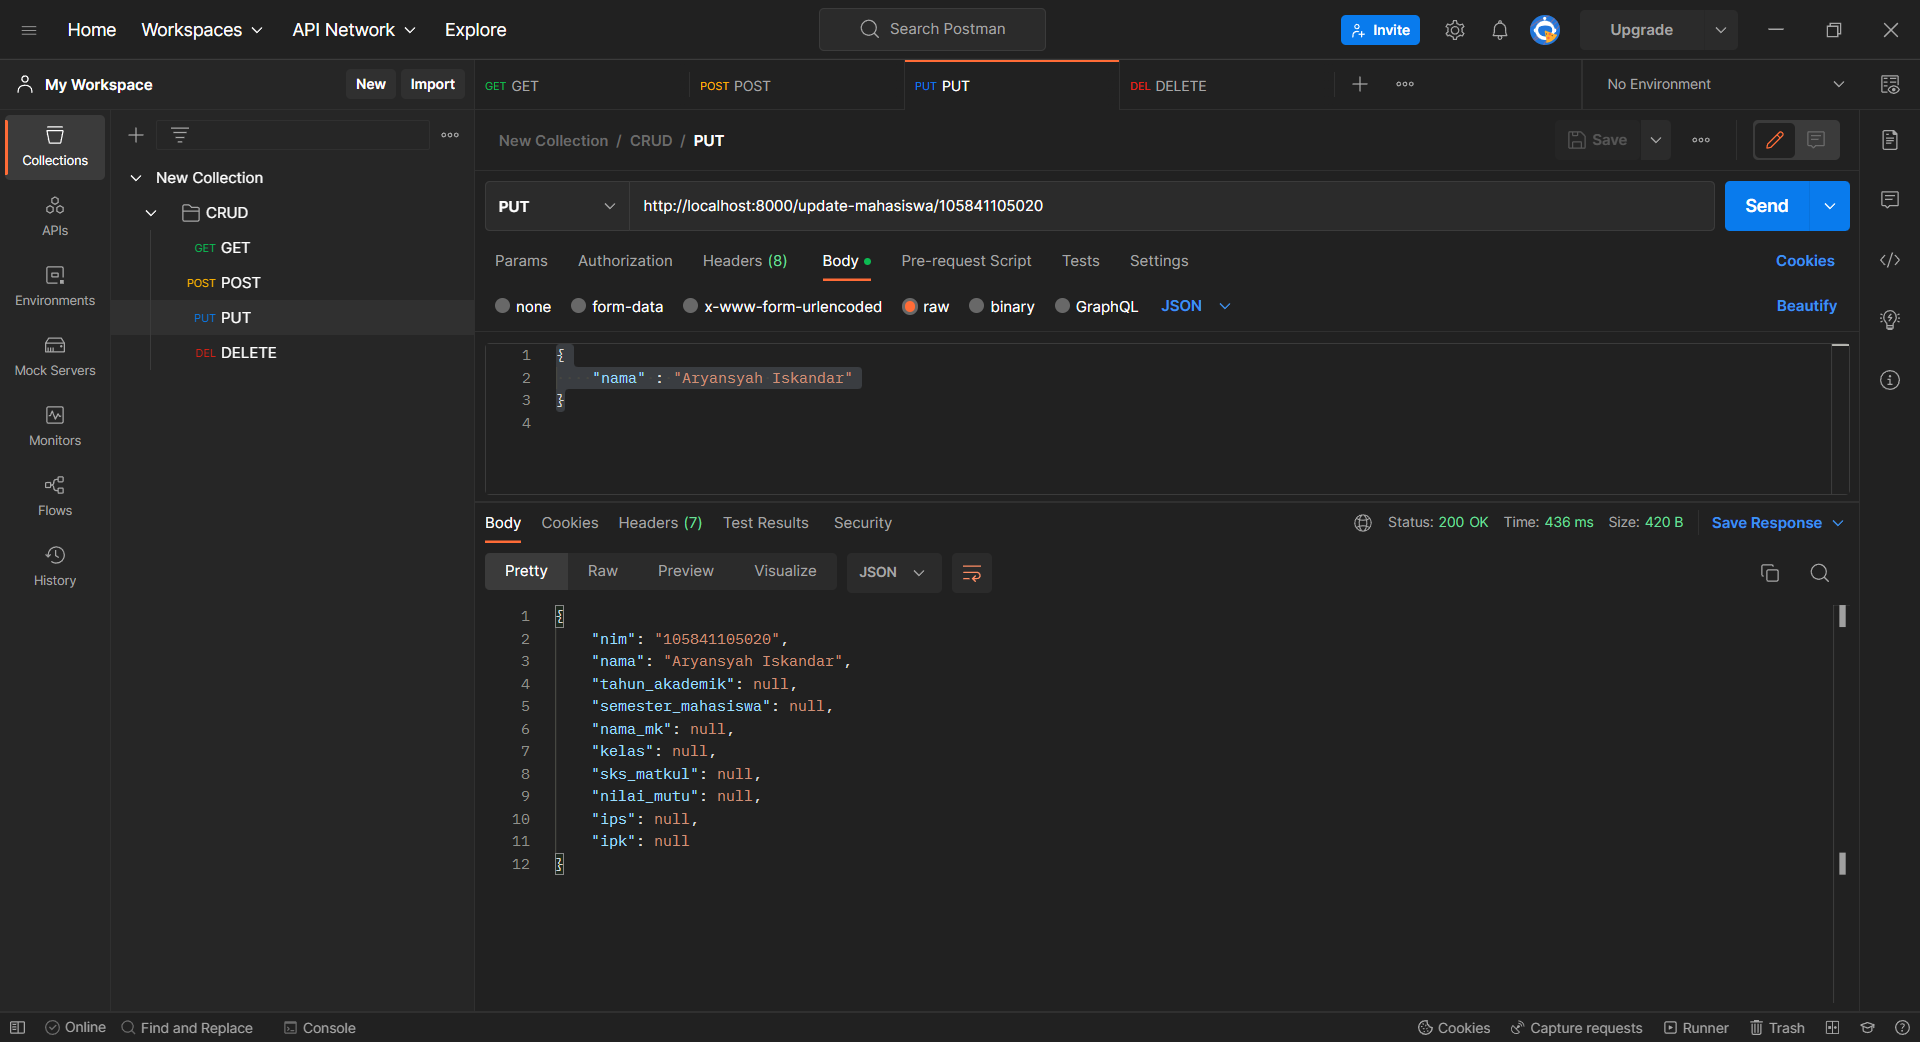 Home Workspaces API Network Explore Search Postman Invite Upgrade
My Workspace New Import GET GET POST POST PUT PUT DEL DELETE No Environment
New Collection / CRUD / PUT Save
Collections
APIs
Environments
Mock Servers
Monitors
Flows
History
New Collection
CRUD
GET GET
POST POST
PUT PUT
DEL DELETE
PUT http://localhost:8000/update-mahasiswa/105841105020 Send
Params Authorization Headers (8) Body Pre-request Script Tests Settings Cookies
none form-data x-www-form-urlencoded raw binary GraphQL JSON Beautify
1 {
2 "nama" : "Aryansyah Iskandar"
3 }
4
Body Cookies Headers (7) Test Results Security Status: 200 OK Time: 436 ms Size: 420 B Save Response
Pretty Raw Preview Visualize JSON
1 {
2 "nim": "105841105020",
3 "nama": "Aryansyah Iskandar",
4 "tahun_akademik": null,
5 "semester_mahasiswa": null,
6 "nama_mk": null,
7 "kelas": null,
8 "sks_matkul": null,
9 "nilai_mutu": null,
10 "ips": null,
11 "ipk": null
12 }
Online Find and Replace Console Cookies Capture requests Runner Trash